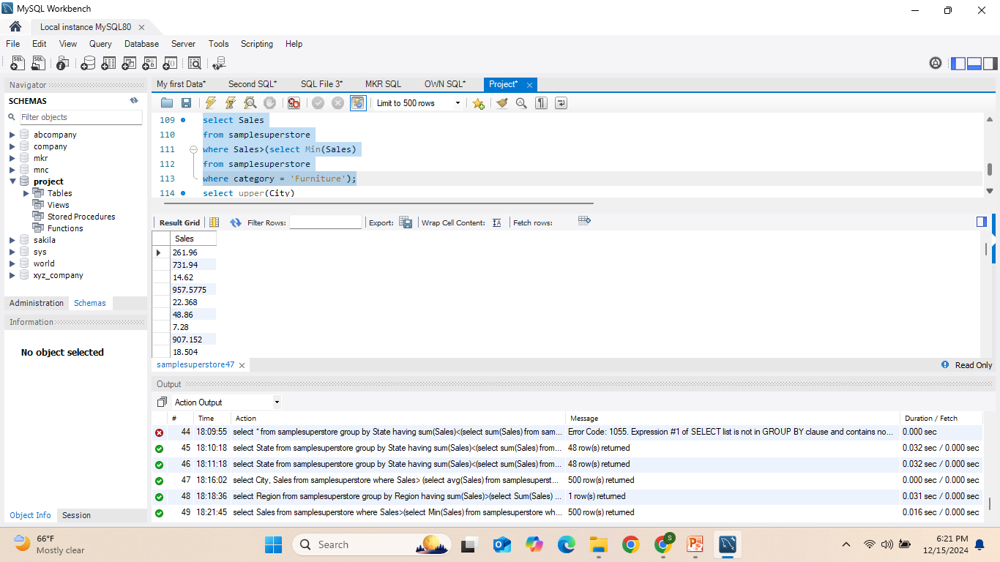 MySQL Workbench
Local instance MySQL80
File Edit View Query Database Server Tools Scripting Help
Navigator
SCHEMAS
Filter objects
abcompany
company
mkr
mnc
project
Tables
Views
Stored Procedures
Functions
sakila
sys
world
xyz_company
Administration Schemas
Information
No object selected
Object Info Session
My first Data* Second SQL* SQL File 3* MKR SQL OWN SQL* Project*
Limit to 500 rows
109 select Sales
110 from samplesuperstore
111 where Sales>(select Min(Sales)
112 from samplesuperstore
113 where category = 'Furniture');
114 select upper(City)
Result Grid Filter Rows: Export: Wrap Cell Content: Fetch rows:
Sales
261.96
731.94
14.62
957.5775
22.368
48.86
7.28
907.152
18.504
samplesuperstore47
Read Only
Output
Action Output
# Time Action Message Duration / Fetch
44 18:09:55 select * from samplesuperstore group by State having sum(Sales)<(select sum(Sales) from sam... Error Code: 1055. Expression #1 of SELECT list is not in GROUP BY clause and contains no... 0.000 sec
45 18:10:18 select State from samplesuperstore group by State having sum(Sales)<(select sum(Sales) from... 48 row(s) returned 0.032 sec / 0.000 sec
46 18:11:18 select State from samplesuperstore group by State having sum(Sales)<(select sum(Sales) from... 48 row(s) returned 0.032 sec / 0.000 sec
47 18:16:02 select City, Sales from samplesuperstore where Sales> (select avg(Sales) from samplesuperst... 500 row(s) returned 0.000 sec / 0.000 sec
48 18:18:36 select Region from samplesuperstore group by Region having sum(Sales)>(select Sum(Sales) ... 1 row(s) returned 0.031 sec / 0.000 sec
49 18:21:45 select Sales from samplesuperstore where Sales>(select Min(Sales) from samplesuperstore wh... 500 row(s) returned 0.016 sec / 0.000 sec
66°F
Mostly clear
Search
S
6:21 PM
12/15/2024